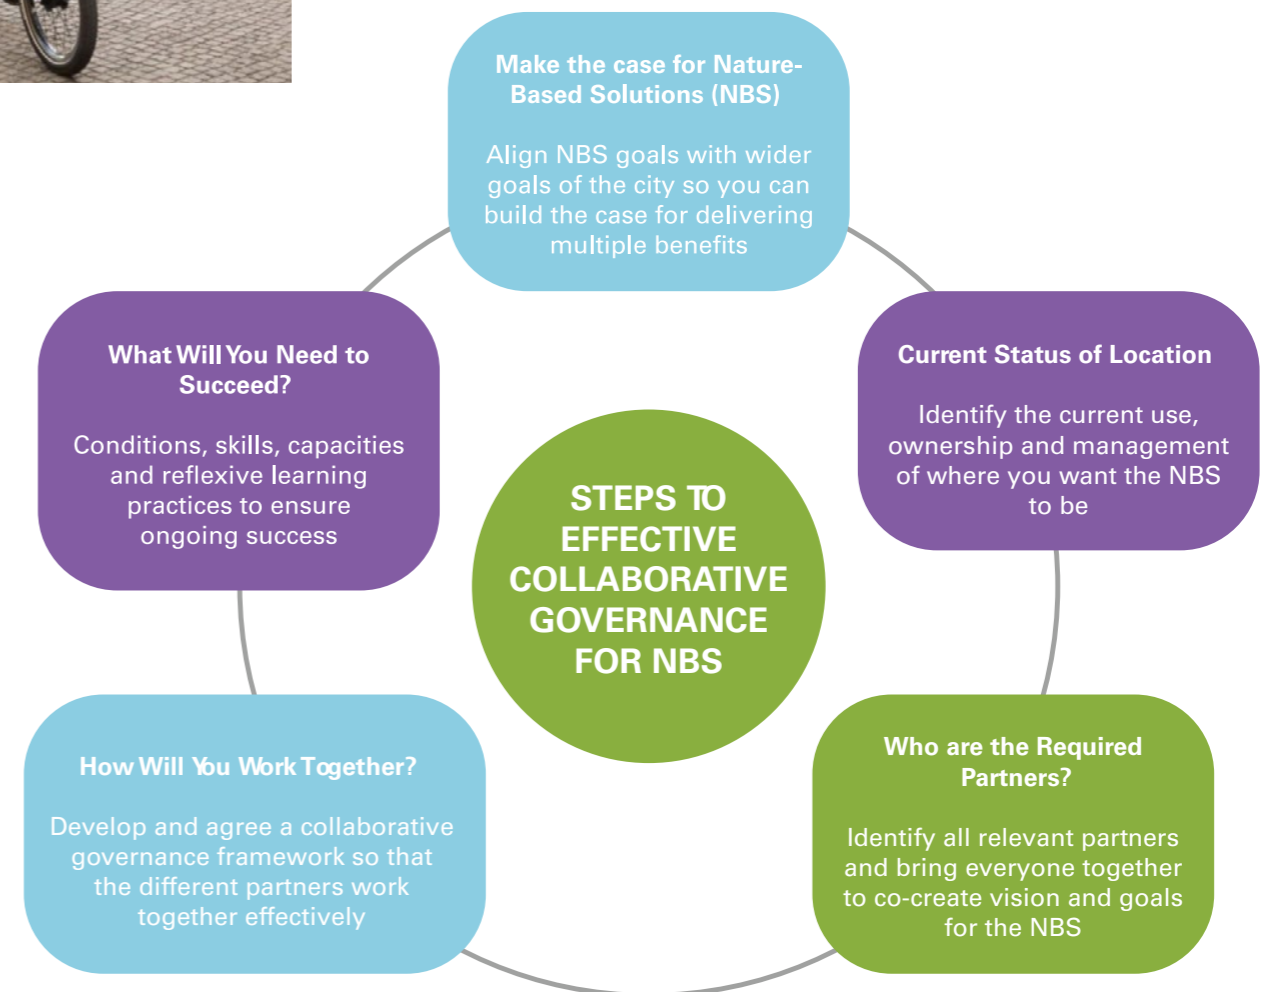 Make the case for Nature-
Based Solutions (NBS)
Align NBS goals with wider
goals of the city so you can
build the case for delivering
multiple benefits
Current Status of Location
Identify the current use,
ownership and management
of where you want the NBS
to be
Who are the Required
Partners?
Identify all relevant partners
and bring everyone together
to co-create vision and goals
for the NBS
How Will You Work Together?
Develop and agree a collaborative
governance framework so that
the different partners work
together effectively
What Will You Need to
Succeed?
Conditions, skills, capacities
and reflexive learning
practices to ensure
ongoing success
STEPS TO
EFFECTIVE
COLLABORATIVE
GOVERNANCE
FOR NBS